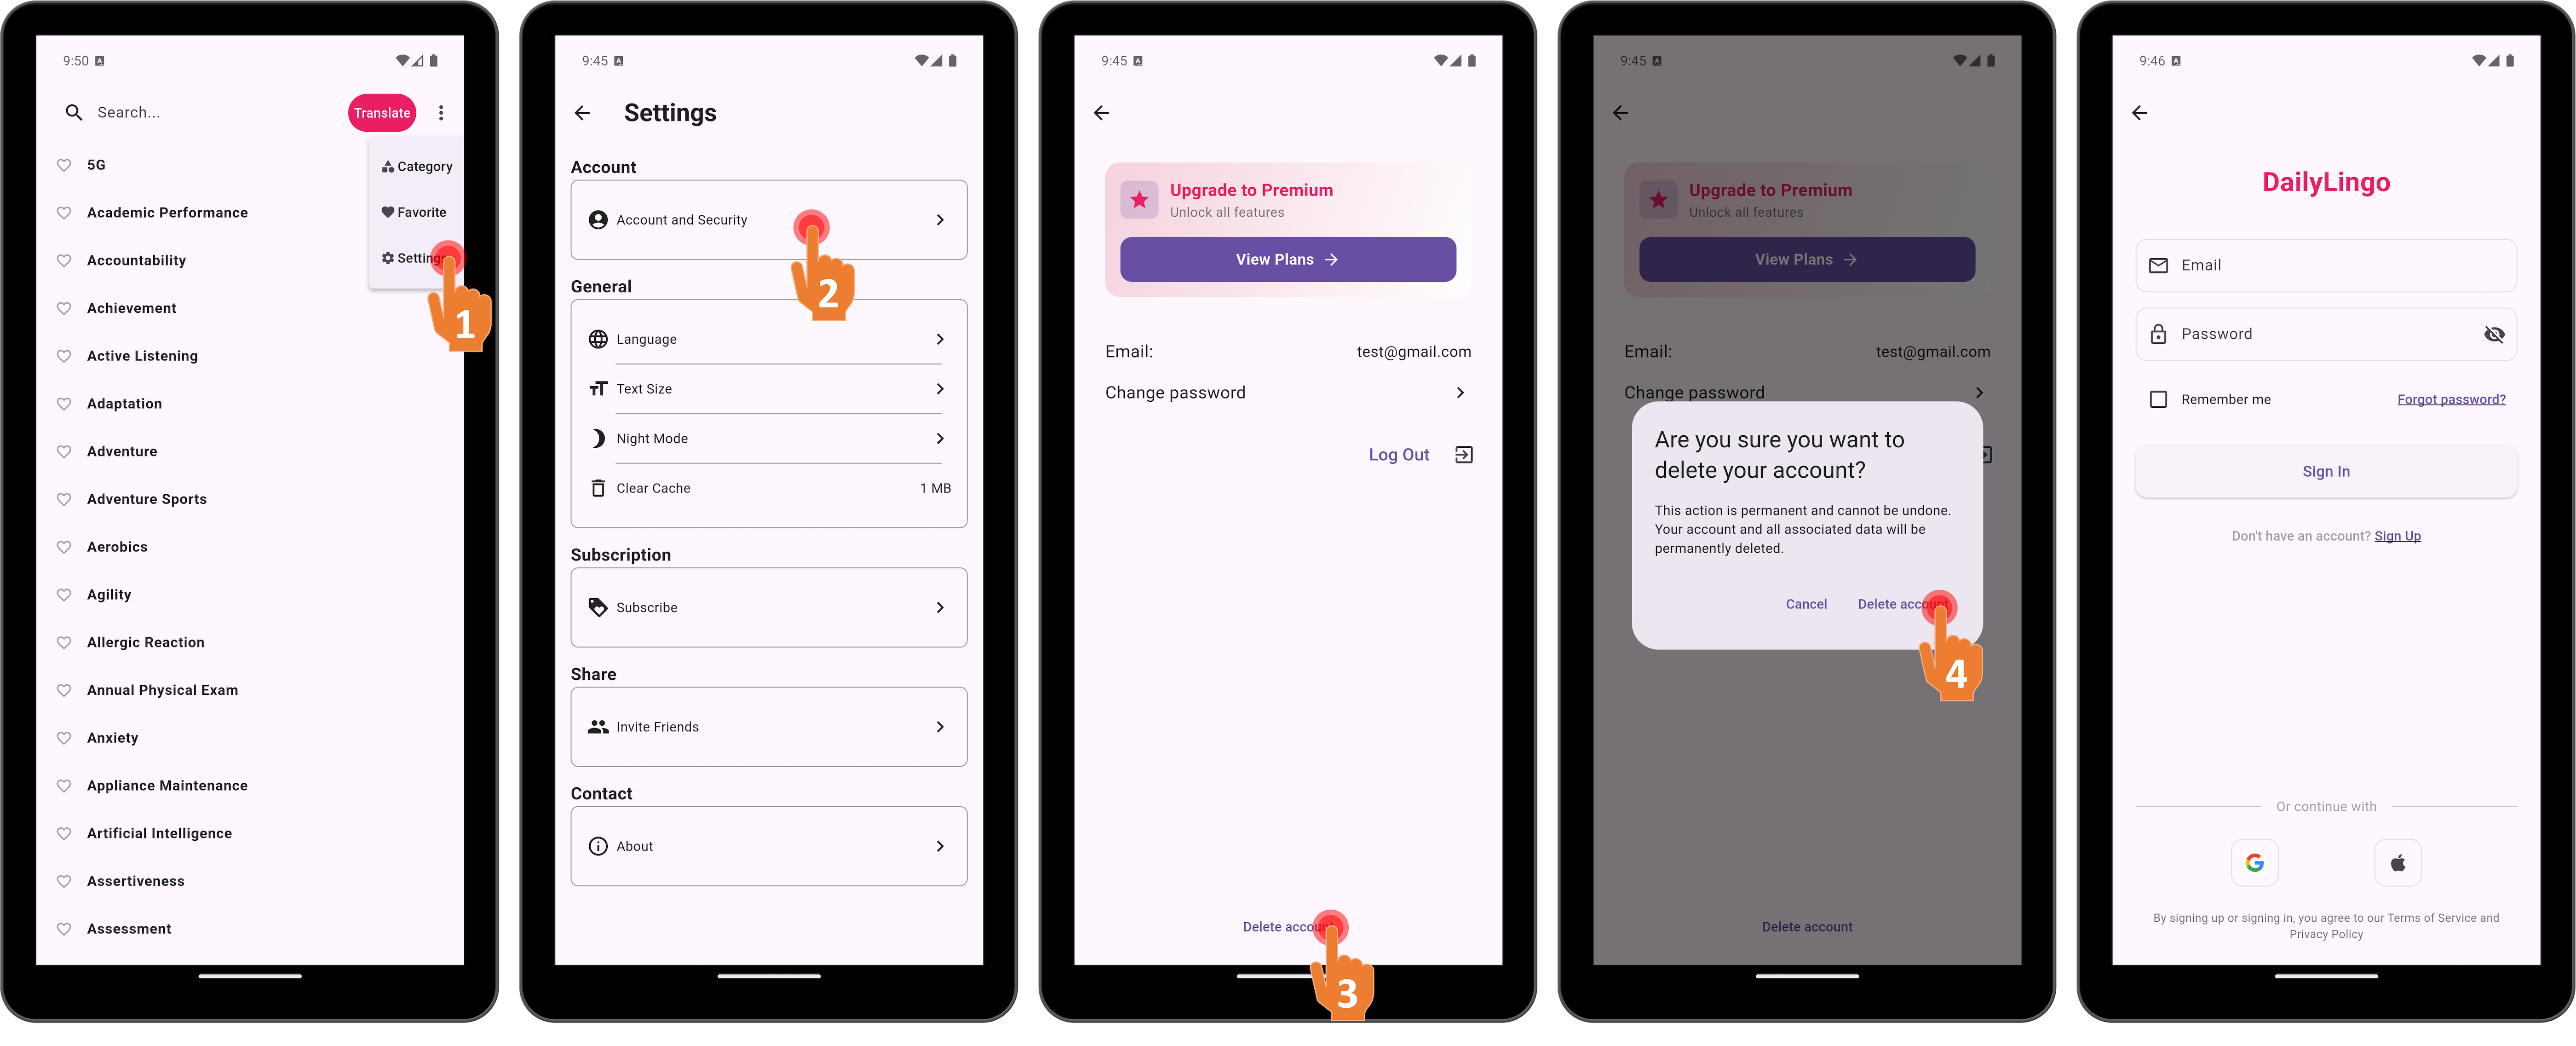 9:50
Search...
Translate
5G
Academic Performance
Accountability
Achievement
Active Listening
Adaptation
Adventure
Adventure Sports
Aerobics
Agility
Allergic Reaction
Annual Physical Exam
Anxiety
Appliance Maintenance
Artificial Intelligence
Assertiveness
Assessment
Category
Favorite
Settings
1
9:45
Settings
Account
Account and Security
2
General
Language
Text Size
Night Mode
Clear Cache 1 MB
Subscription
Subscribe
Share
Invite Friends
Contact
About
9:45
Upgrade to Premium
Unlock all features
View Plans
Email: test@gmail.com
Change password
Log Out
Delete account
3
9:45
Upgrade to Premium
Unlock all features
View Plans
Email: test@gmail.com
Change password
Are you sure you want to
delete your account?
This action is permanent and cannot be undone.
Your account and all associated data will be
permanently deleted.
Cancel Delete account
4
Delete account
9:46
DailyLingo
Email
Password
Remember me Forgot password?
Sign In
Don't have an account? Sign Up
Or continue with
By signing up or signing in, you agree to our Terms of Service and
Privacy Policy